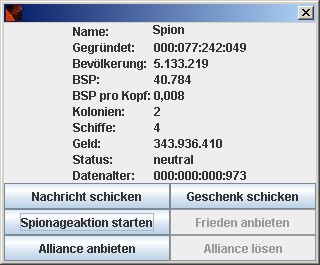 Name: Spion
Gegründet: 000:077:242:049
Bevölkerung: 5.133.219
BSP: 40.784
BSP pro Kopf: 0,008
Kolonien: 2
Schiffe: 4
Geld: 343.936.410
Status: neutral
Datenalter: 000:000:000:973
Nachricht schicken Geschenk schicken
Spionageaktion starten Frieden anbieten
Alliance anbieten Alliance lösen